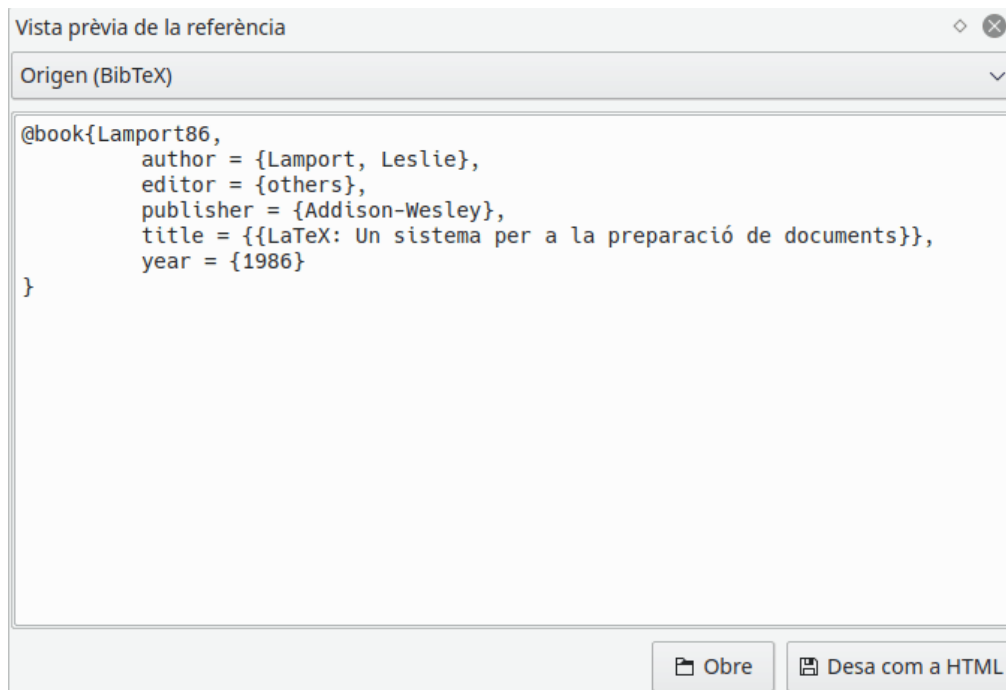 Vista prèvia de la referència
Origen (BibTeX)
@book{Lamport86,
author = {Lamport, Leslie},
editor = {others},
publisher = {Addison-Wesley},
title = {{LaTeX: Un sistema per a la preparació de documents}},
year = {1986}
}
Obre
Desa com a HTML